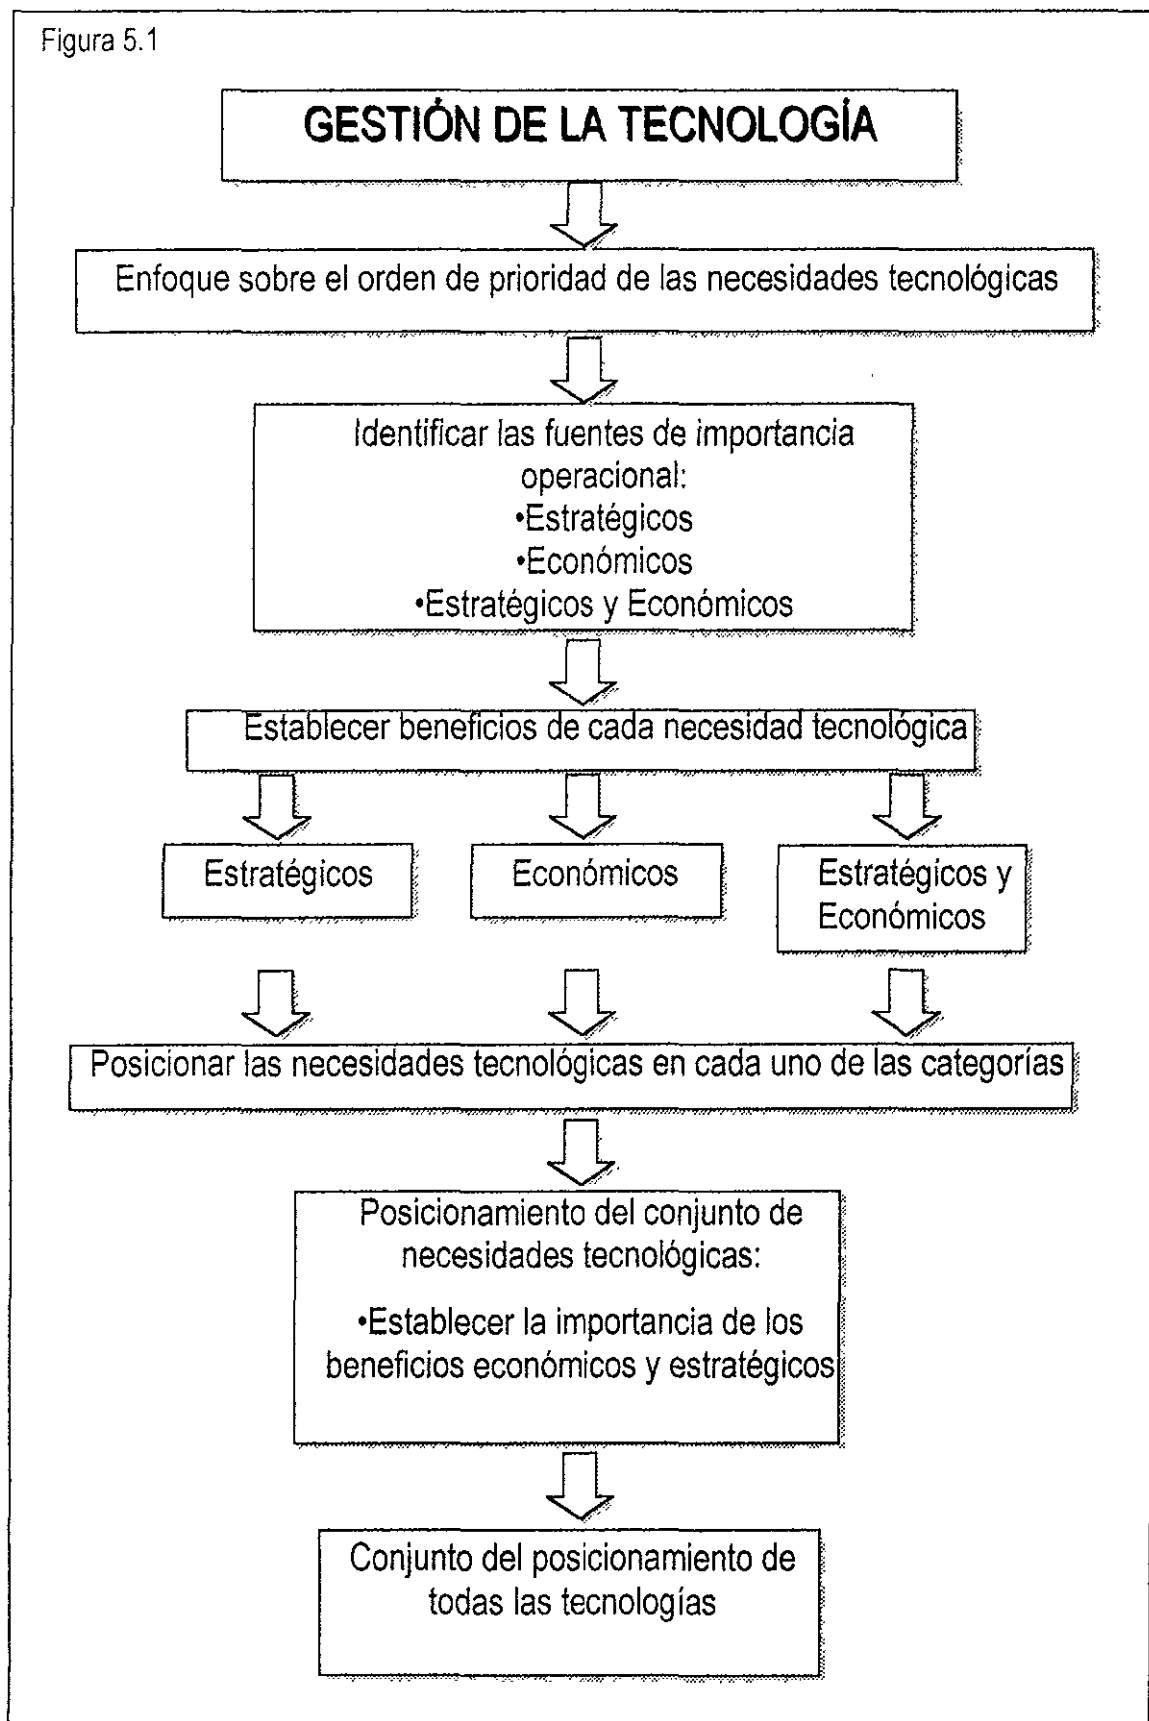 Figura 5.1
GESTIÓN DE LA TECNOLOGÍA
Enfoque sobre el orden de prioridad de las necesidades tecnológicas
Identificar las fuentes de importancia
operacional:
•Estratégicos
•Económicos
•Estratégicos y Económicos
Establecer beneficios de cada necesidad tecnológica
Estratégicos
Económicos
Estratégicos y
Económicos
Posicionar las necesidades tecnológicas en cada uno de las categorías
Posicionamiento del conjunto de
necesidades tecnológicas:
•Establecer la importancia de los
beneficios económicos y estratégicos
Conjunto del posicionamiento de
todas las tecnologías